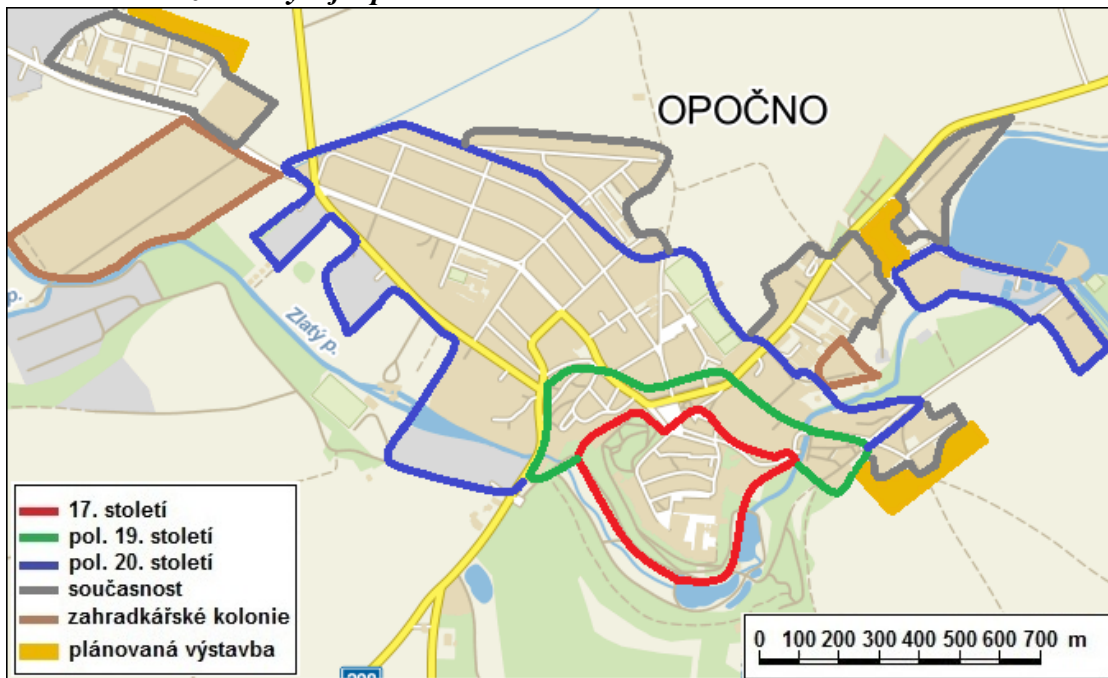 OPOČNO
p.
Zlatý p.
17. století
pol. 19. století
pol. 20. století
současnost
zahradkářské kolonie
plánovaná výstavba
0 100 200 300 400 500 600 700 m